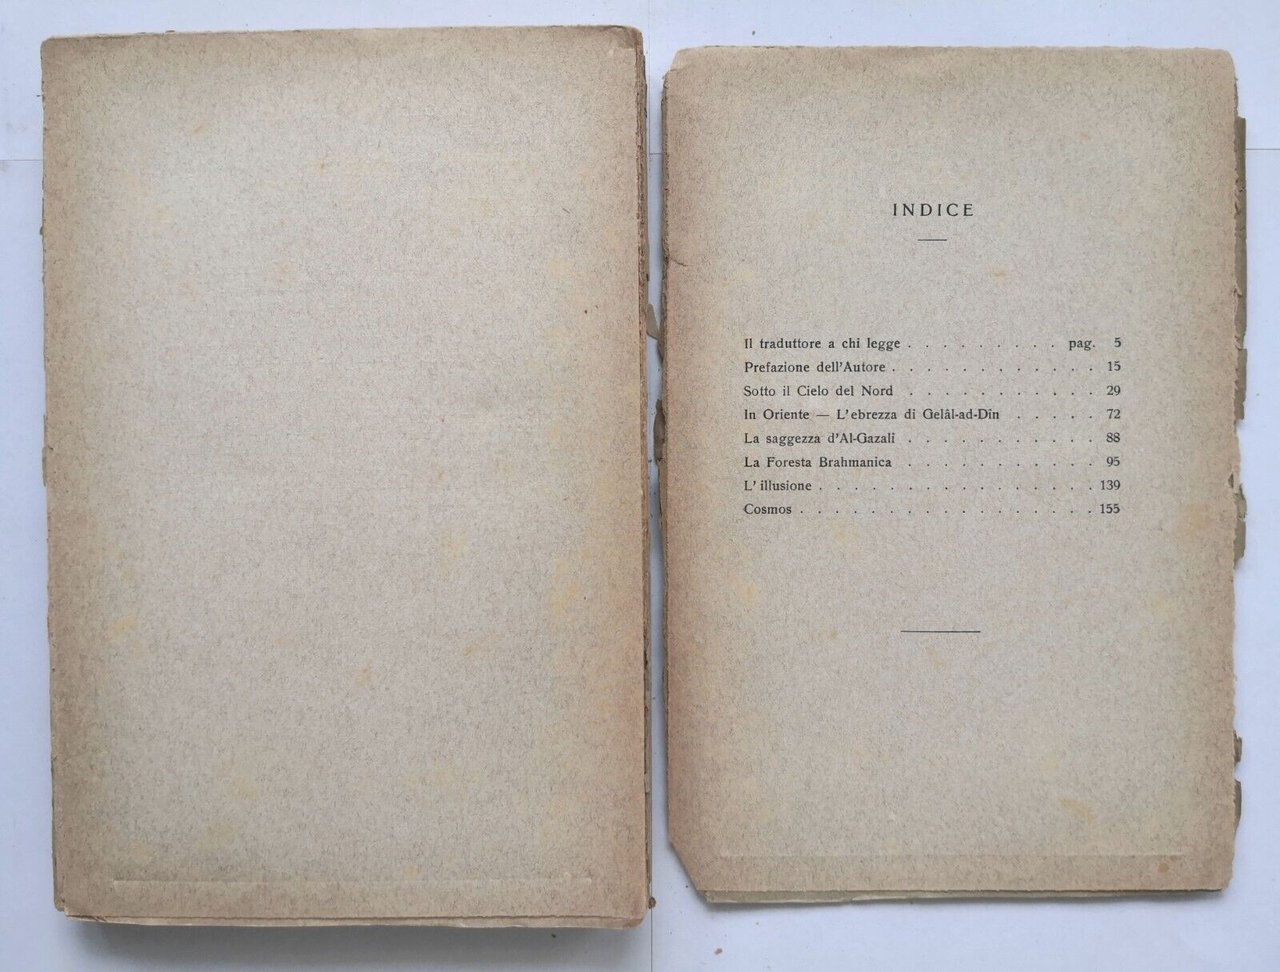 INDICE
Il traduttore a chi legge . . . . . . . . . pag. 5
Prefazione dell'Autore . . . . . . . . . . . . 15
Sotto il Cielo del Nord . . . . . . . . . . . 29
In Oriente — L'ebrezza di Gelâl-ad-Dîn . . . . . 72
La saggezza d'Al-Gazalî . . . . . . . . . . . 88
La Foresta Brahmanica . . . . . . . . . . . 95
L' illusione . . . . . . . . . . . . . . . . 139
Cosmos . . . . . . . . . . . . . . . . . 155